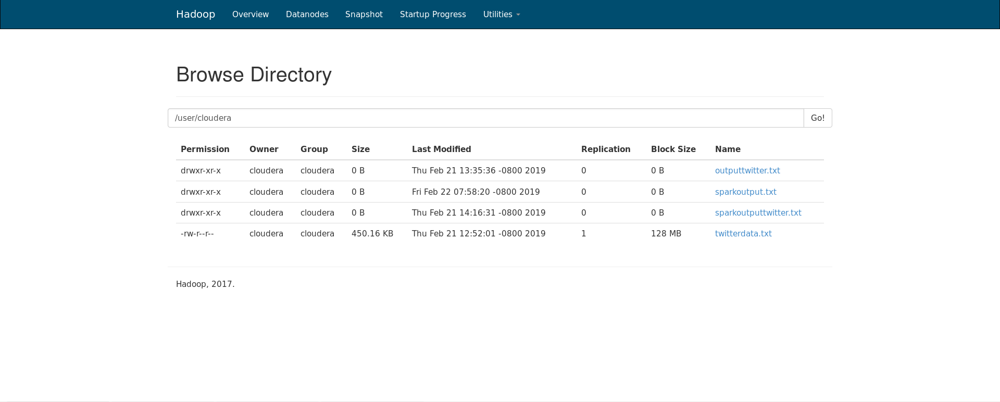 Hadoop Overview Datanodes Snapshot Startup Progress Utilities
Browse Directory
/user/cloudera Go!
Permission Owner Group Size Last Modified Replication Block Size Name
drwxr-xr-x cloudera cloudera 0 B Thu Feb 21 13:35:36 -0800 2019 0 0 B outputtwitter.txt
drwxr-xr-x cloudera cloudera 0 B Fri Feb 22 07:58:20 -0800 2019 0 0 B sparkoutput.txt
drwxr-xr-x cloudera cloudera 0 B Thu Feb 21 14:16:31 -0800 2019 0 0 B sparkoutputtwitter.txt
-rw-r--r-- cloudera cloudera 450.16 KB Thu Feb 21 12:52:01 -0800 2019 1 128 MB twitterdata.txt
Hadoop, 2017.